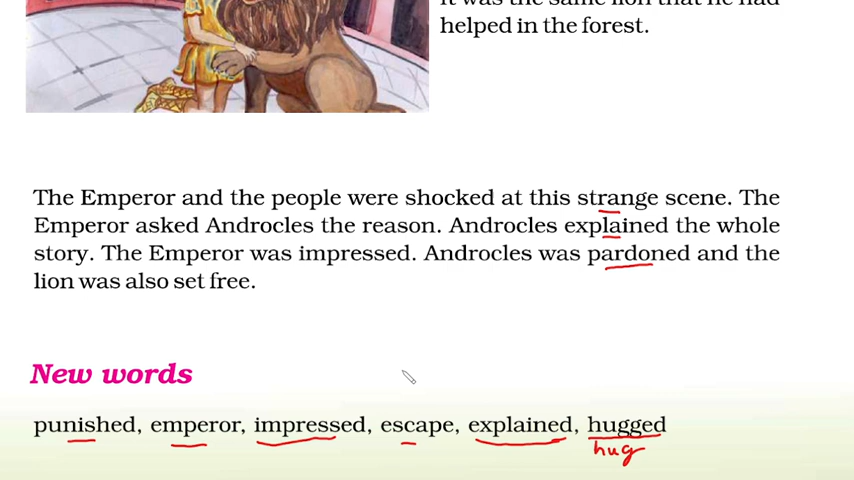 It was the same lion that he had
helped in the forest.
The Emperor and the people were shocked at this strange scene. The
Emperor asked Androcles the reason. Androcles explained the whole
story. The Emperor was impressed. Androcles was pardoned and the
lion was also set free.
New words
punished, emperor, impressed, escape, explained, hugged
hug